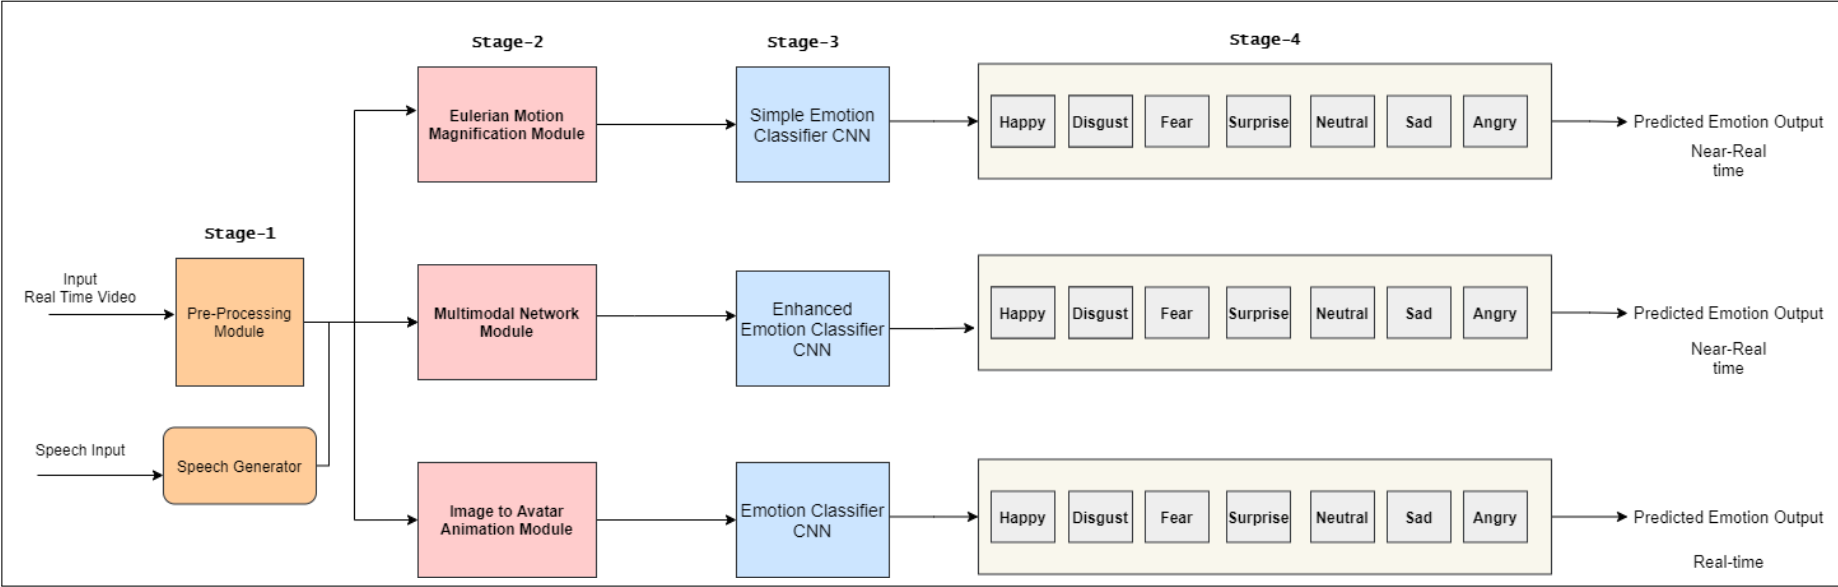 Stage-2
Stage-3
Stage-4
Eulerian Motion
Magnification Module
Simple Emotion
Classifier CNN
Happy
Disgust
Fear
Surprise
Neutral
Sad
Angry
Predicted Emotion Output
Near-Real
time
Stage-1
Input
Real Time Video
Pre-Processing
Module
Multimodal Network
Module
Enhanced
Emotion Classifier
CNN
Happy
Disgust
Fear
Surprise
Neutral
Sad
Angry
Predicted Emotion Output
Near-Real
time
Speech Input
Speech Generator
Image to Avatar
Animation Module
Emotion Classifier
CNN
Happy
Disgust
Fear
Surprise
Neutral
Sad
Angry
Predicted Emotion Output
Real-time